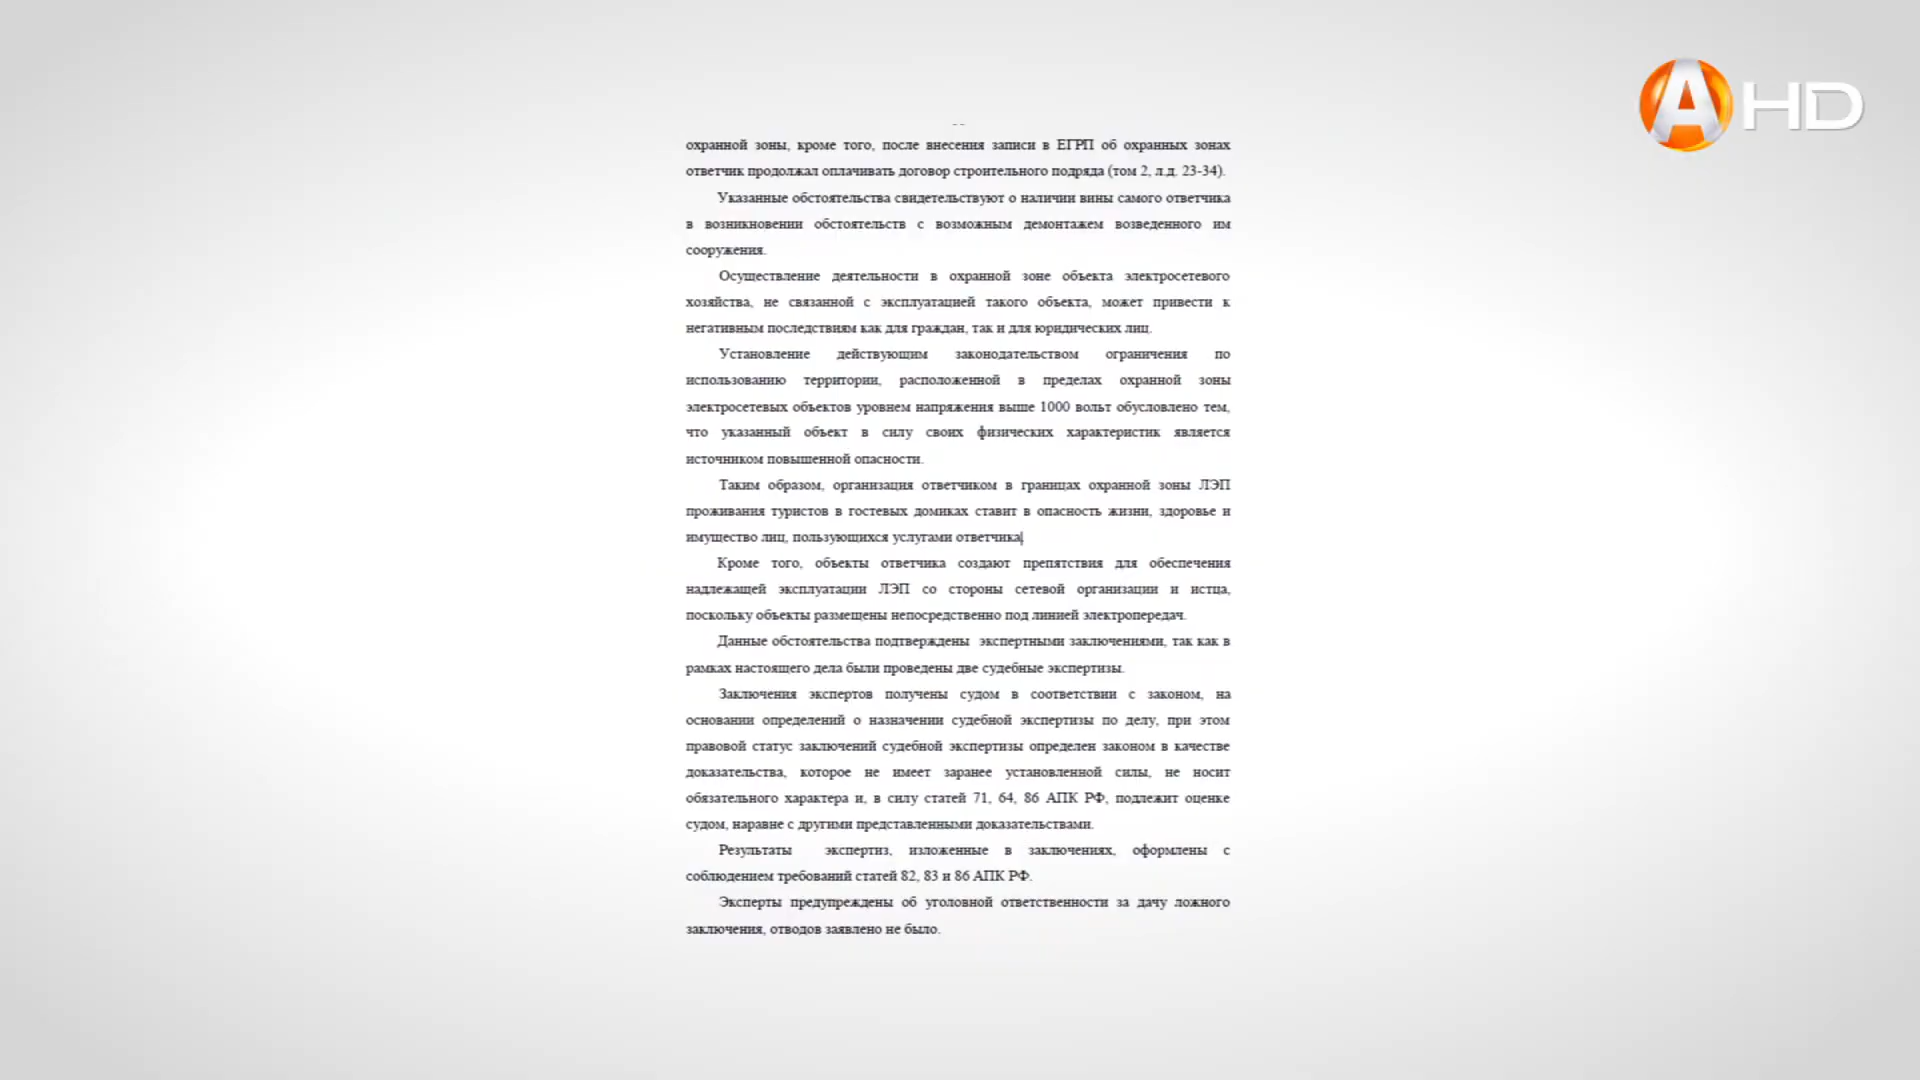 A HD
охранной зоны, кроме того, после внесения записи в ЕГРП об охранных зонах
ответчик продолжал оплачивать договор строительного подряда (том 2, л.д. 23-34).
Указанные обстоятельства свидетельствуют о наличии вины самого ответчика
в возникновении обстоятельств с возможным демонтажем возведенного им
сооружения.
Осуществление деятельности в охранной зоне объекта электросетевого
хозяйства, не связанной с эксплуатацией такого объекта, может привести к
негативным последствиям как для граждан, так и для юридических лиц.
Установление действующим законодательством ограничения по
использованию территории, расположенной в пределах охранной зоны
электросетевых объектов уровнем напряжения выше 1000 вольт обусловлено тем,
что указанный объект в силу своих физических характеристик является
источником повышенной опасности.
Таким образом, организация ответчиком в границах охранной зоны ЛЭП
проживания туристов в гостевых домиках ставит в опасность жизни, здоровье и
имущество лиц, пользующихся услугами ответчика
Кроме того, объекты ответчика создают препятствия для обеспечения
надлежащей эксплуатации ЛЭП со стороны сетевой организации и истца,
поскольку объекты размещены непосредственно под линией электропередач.
Данные обстоятельства подтверждены экспертными заключениями, так как в
рамках настоящего дела были проведены две судебные экспертизы.
Заключения экспертов получены судом в соответствии с законом, на
основании определений о назначении судебной экспертизы по делу, при этом
правовой статус заключений судебной экспертизы определен законом в качестве
доказательства, которое не имеет заранее установленной силы, не носит
обязательного характера и, в силу статей 71, 64, 86 АПК РФ, подлежит оценке
судом, наравне с другими представленными доказательствами.
Результаты экспертиз, изложенные в заключениях, оформлены с
соблюдением требований статей 82, 83 и 86 АПК РФ.
Эксперты предупреждены об уголовной ответственности за дачу ложного
заключения, отводов заявлено не было.